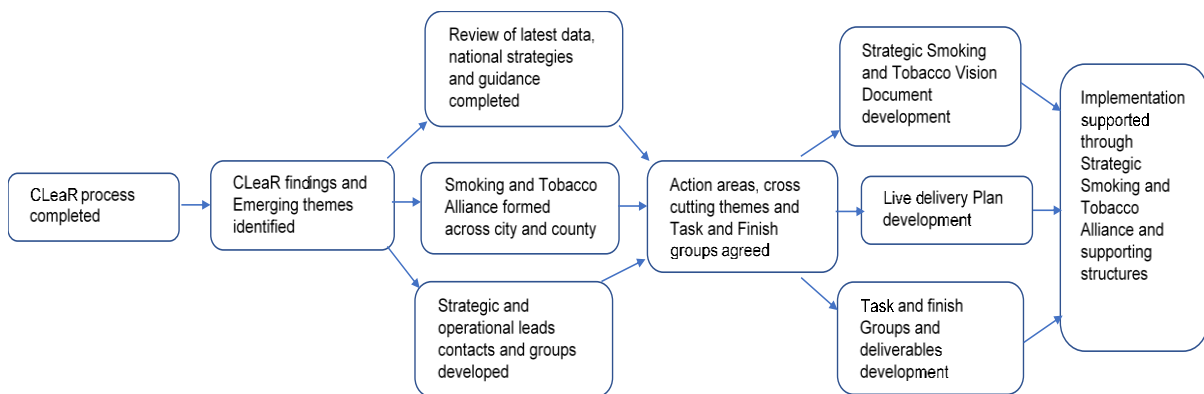 CLeaR process
completed
CLeaR findings and
Emerging themes
identified
Review of latest data,
national strategies
and guidance
completed
Smoking and Tobacco
Alliance formed
across city and county
Strategic and
operational leads
contacts and groups
developed
Action areas, cross
cutting themes and
Task and Finish
groups agreed
Strategic Smoking
and Tobacco Vision
Document
development
Live delivery Plan
development
Task and finish
Groups and
deliverables
development
Implementation
supported
through
Strategic
Smoking and
Tobacco
Alliance and
supporting
structures